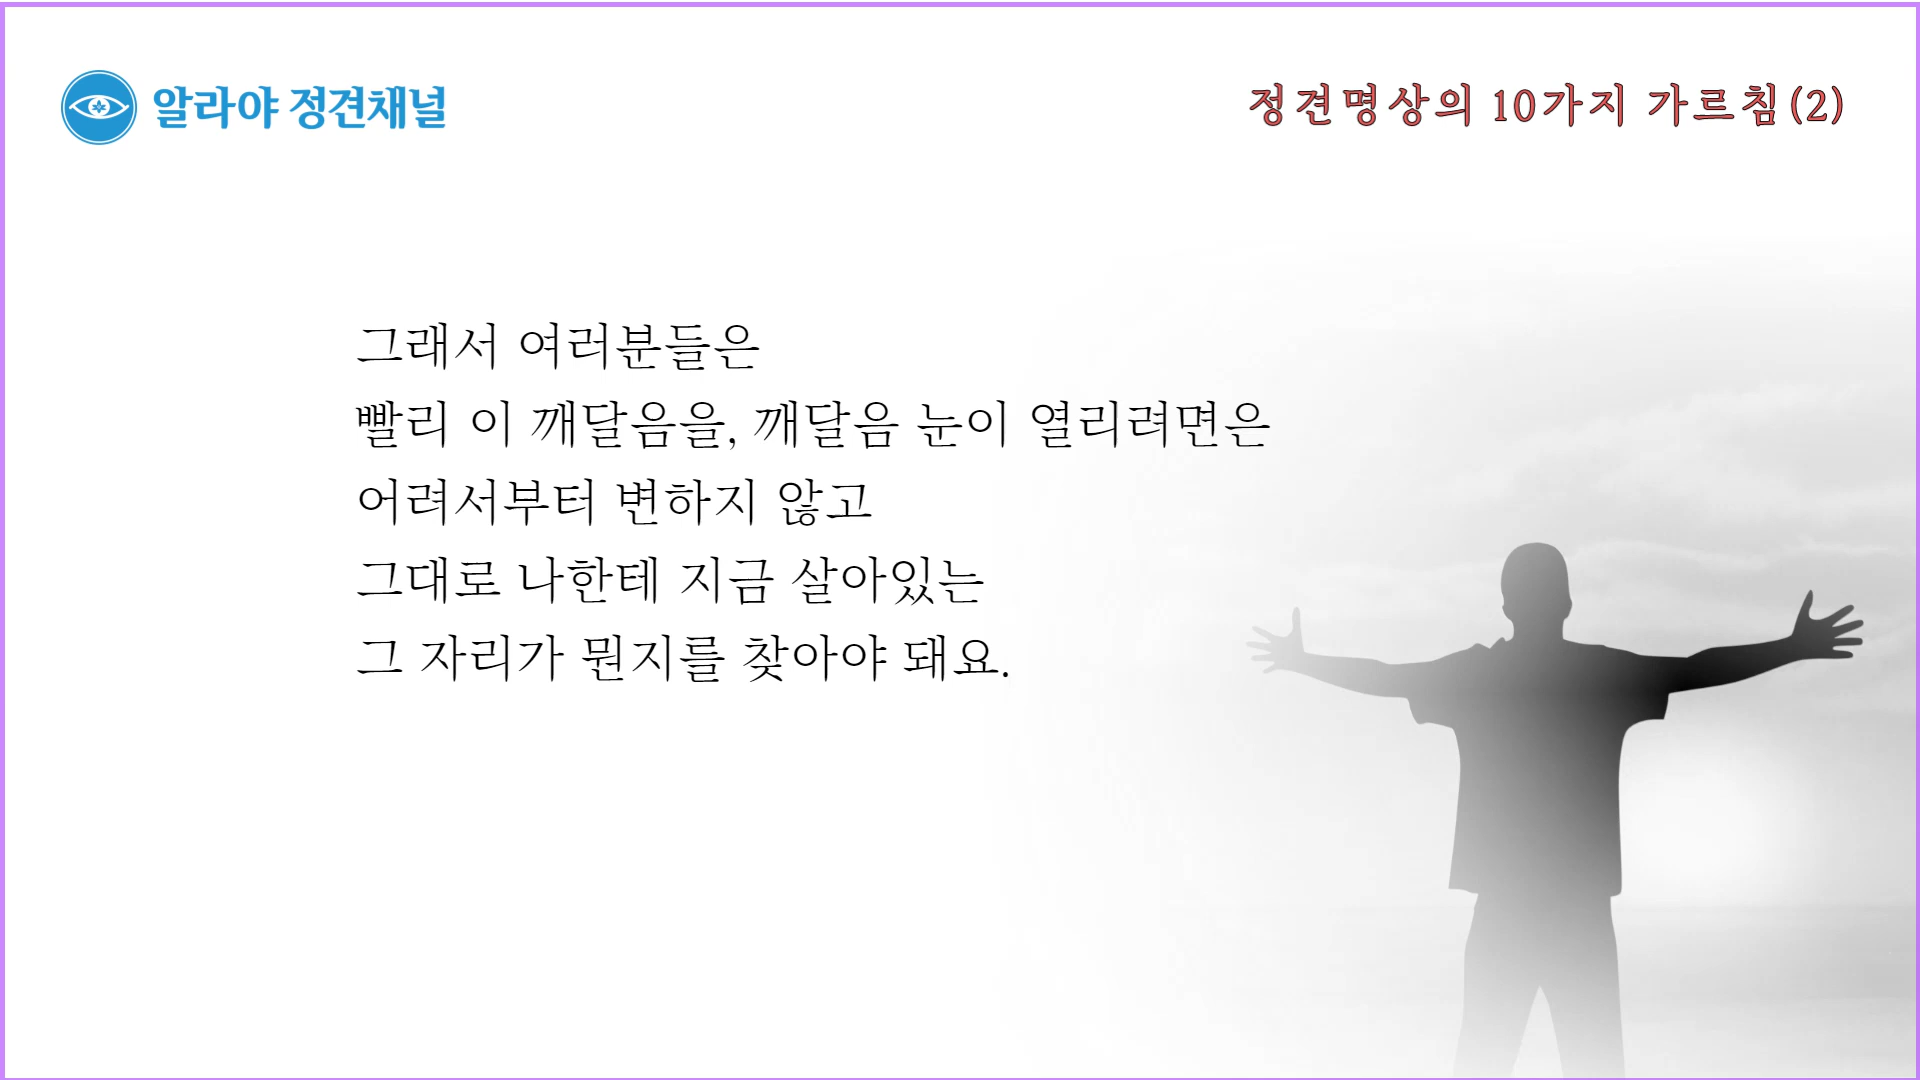 알라야 정견채널
정견명상의 10가지 가르침(2)
그래서 여러분들은
빨리 이 깨달음을, 깨달음 눈이 열리려면은
어려서부터 변하지 않고
그대로 나한테 지금 살아있는
그 자리가 뭔지를 찾아야 돼요.